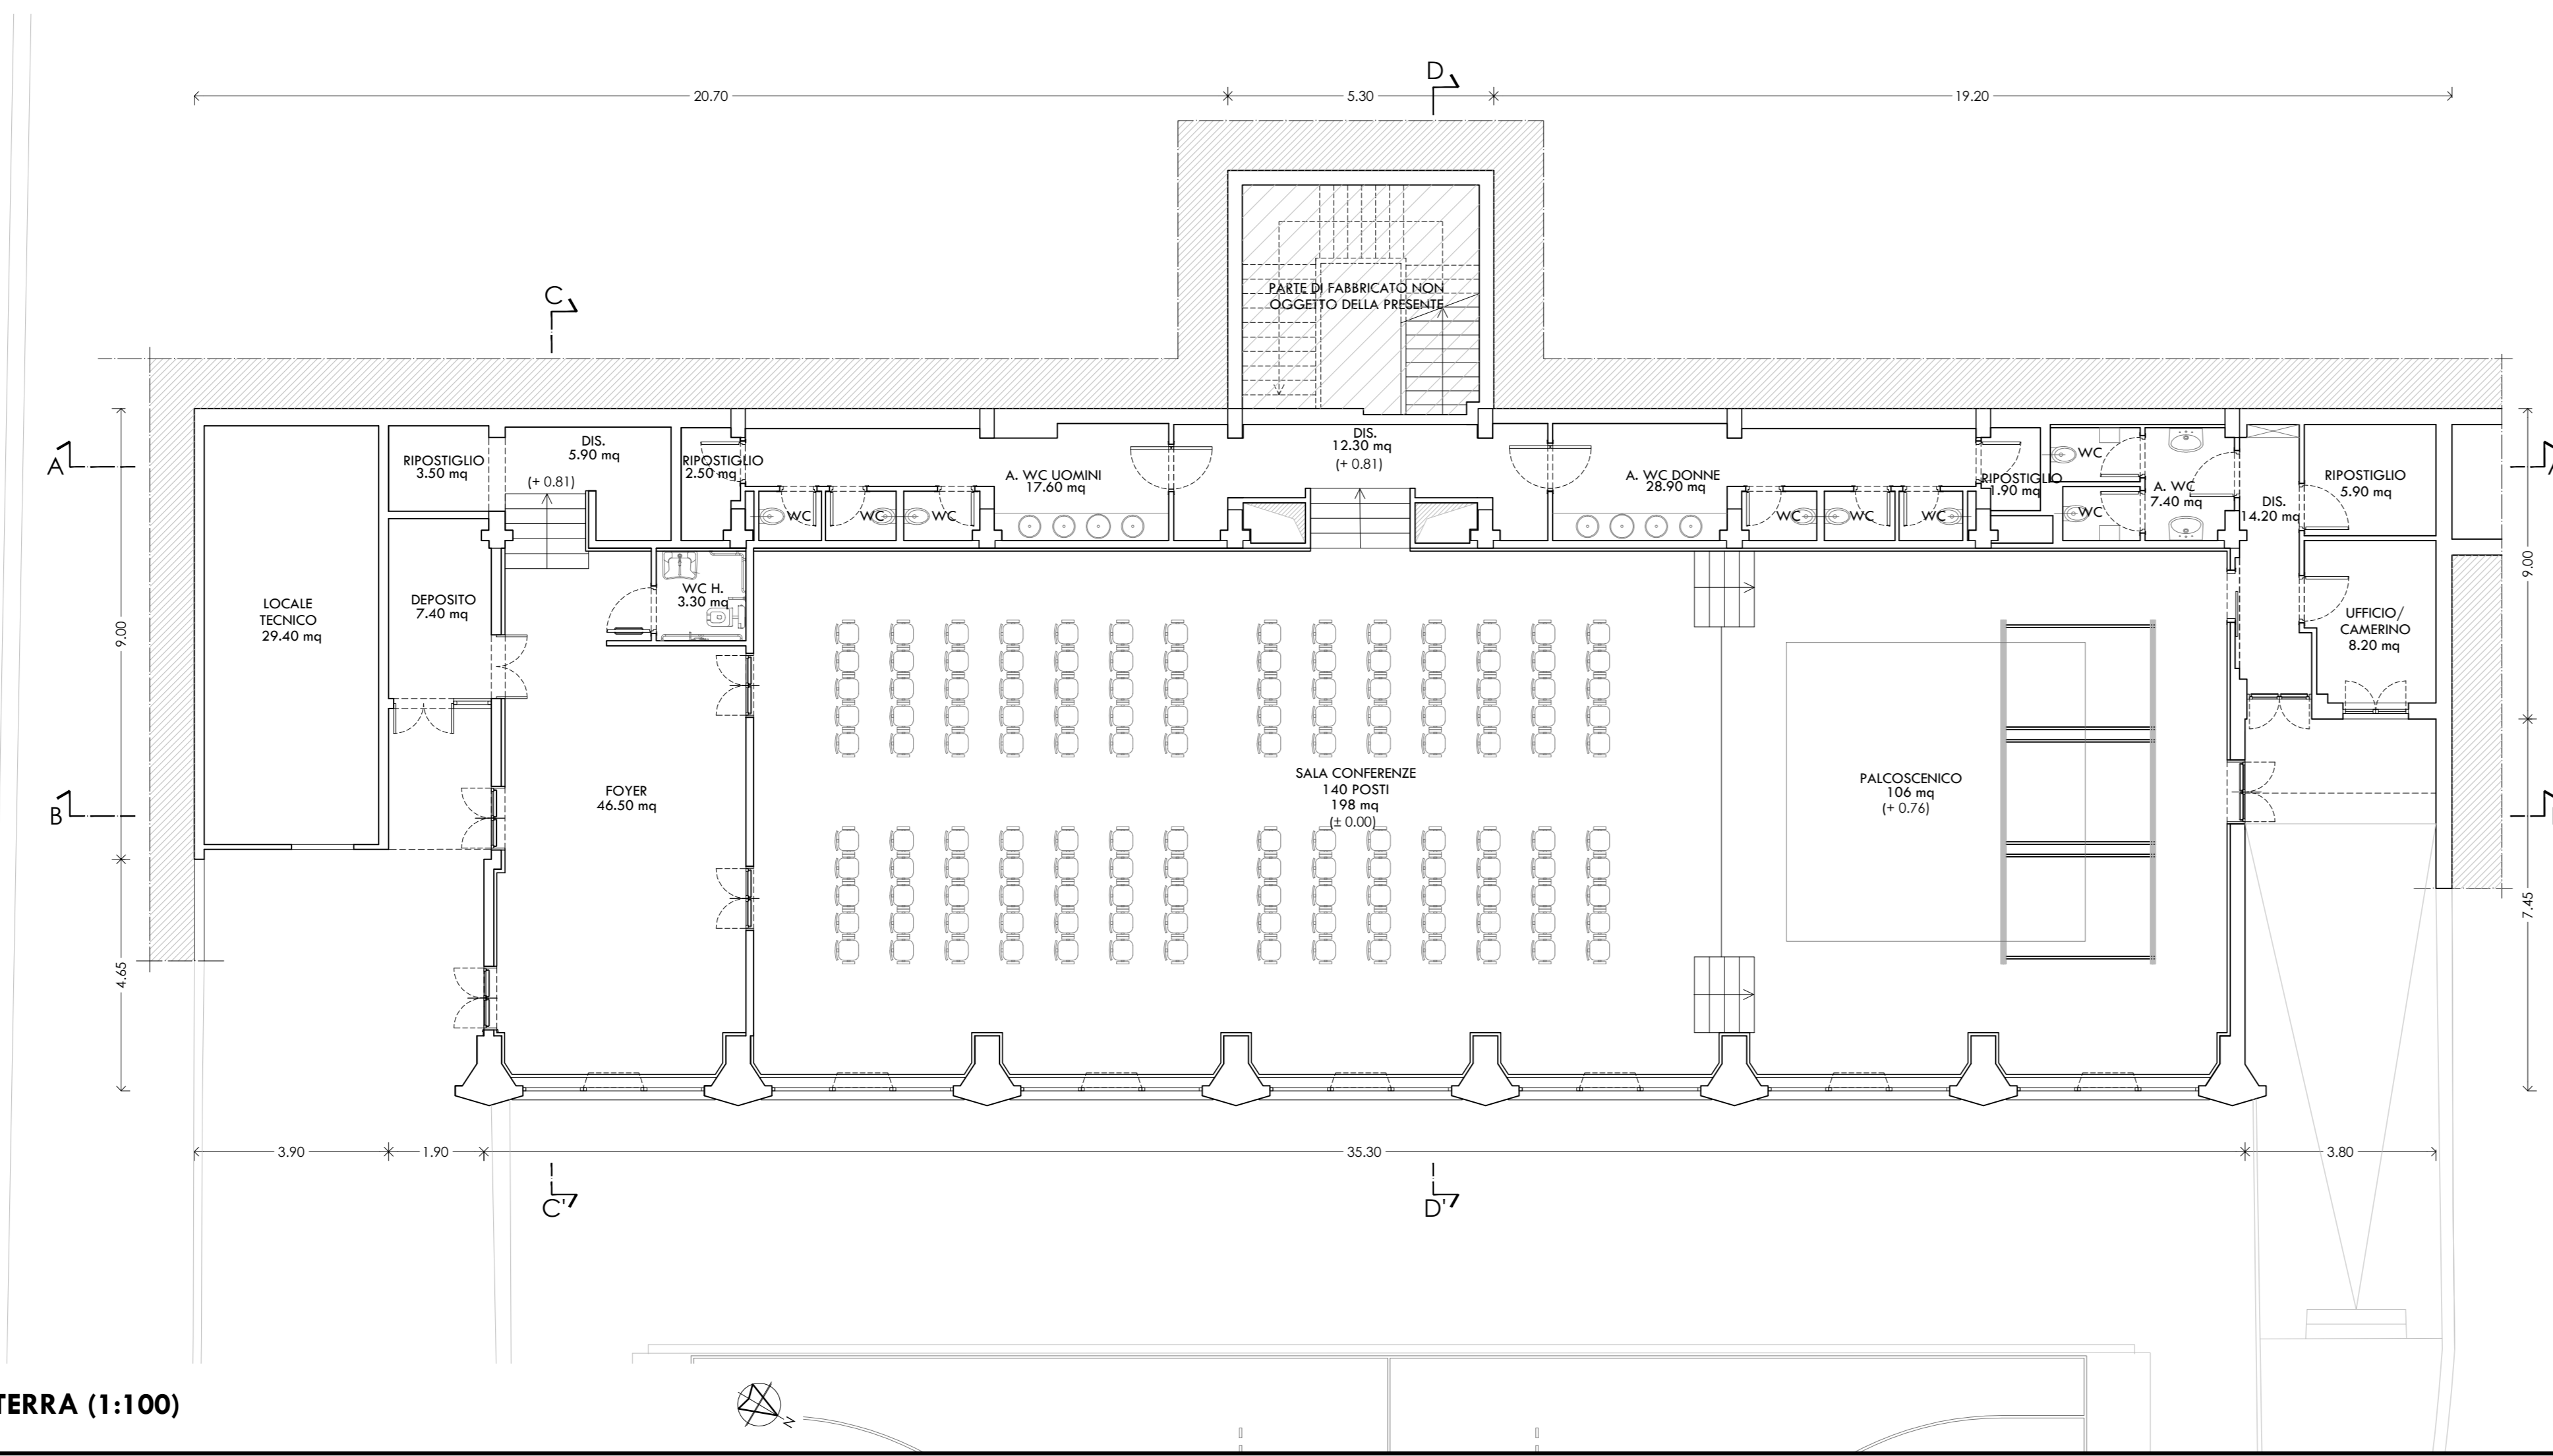 D
20.70
5.30
19.20
PARTE DI FABBRICATO NON
OGGETTO DELLA PRESENTE
C
A
RIPOSTIGLIO
3.50 mq
DIS.
5.90 mq
(+ 0.81)
RIPOSTIGLIO
2.50 mq
A. WC UOMINI
17.60 mq
DIS.
12.30 mq
(+ 0.81)
A. WC DONNE
28.90 mq
RIPOSTIGLIO
1.90 mq
WC
WC
A. WC
7.40 mq
DIS.
14.20 mq
RIPOSTIGLIO
5.90 mq
WC
WC
WC
WC
WC
WC
9.00
9.00
LOCALE
TECNICO
29.40 mq
DEPOSITO
7.40 mq
WC H.
3.30 mq
UFFICIO/
CAMERINO
8.20 mq
B
FOYER
46.50 mq
SALA CONFERENZE
140 POSTI
198 mq
(± 0.00)
PALCOSCENICO
106 mq
(+ 0.76)
4.65
7.45
3.90
1.90
35.30
3.80
C'
D'
TERRA (1:100)
N